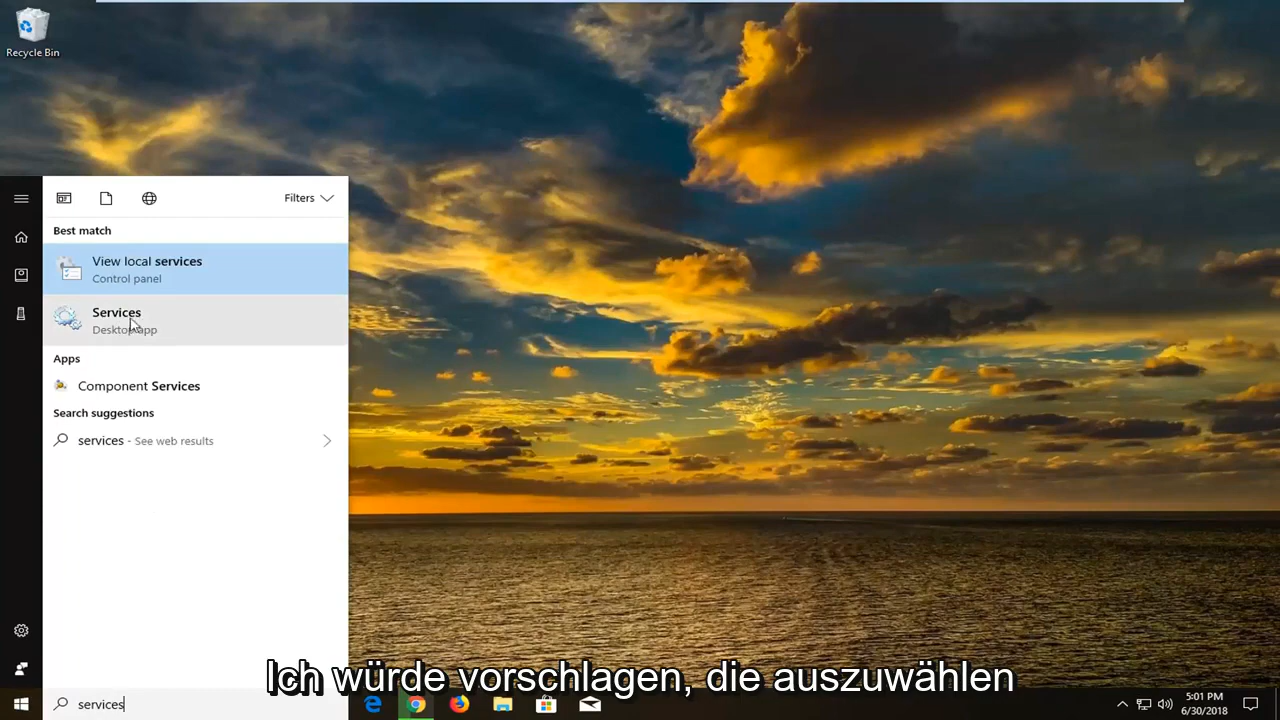 Recycle Bin
Filters
Best match
View local services
Control panel
Services
Desktop app
Apps
Component Services
Search suggestions
services - See web results
Ich würde vorschlagen, die auszuwählen
services
5:01 PM
6/30/2018